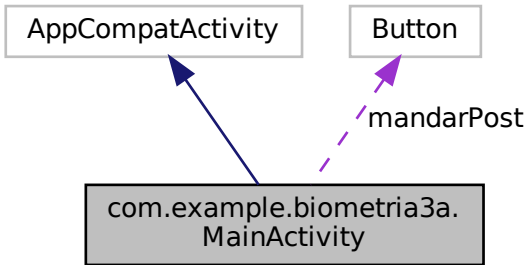 AppCompatActivity
Button
mandarPost
com.example.biometria3a.
MainActivity